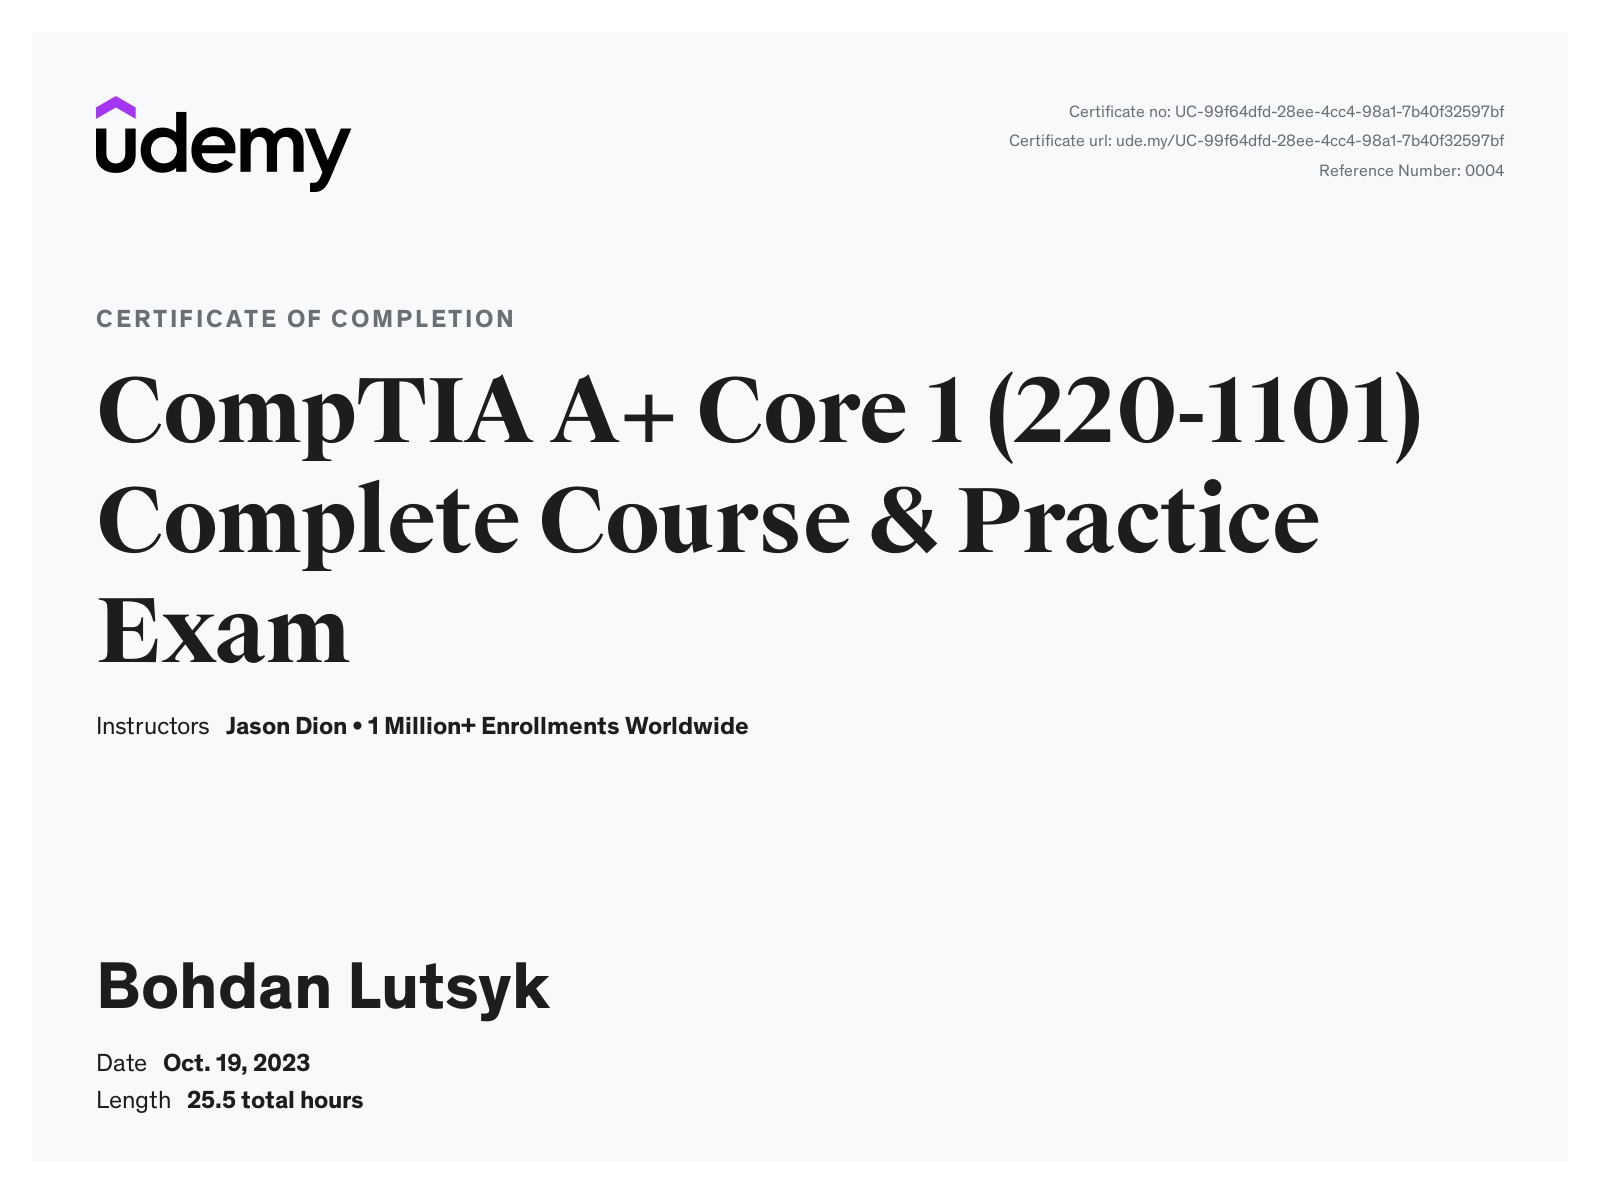 udemy
Certificate no: UC-99f64dfd-28ee-4cc4-98a1-7b40f32597bf
Certificate url: ude.my/UC-99f64dfd-28ee-4cc4-98a1-7b40f32597bf
Reference Number: 0004
CERTIFICATE OF COMPLETION
CompTIA A+ Core 1 (220-1101)
Complete Course & Practice
Exam
Instructors Jason Dion • 1 Million+ Enrollments Worldwide
Bohdan Lutsyk
Date Oct. 19, 2023
Length 25.5 total hours